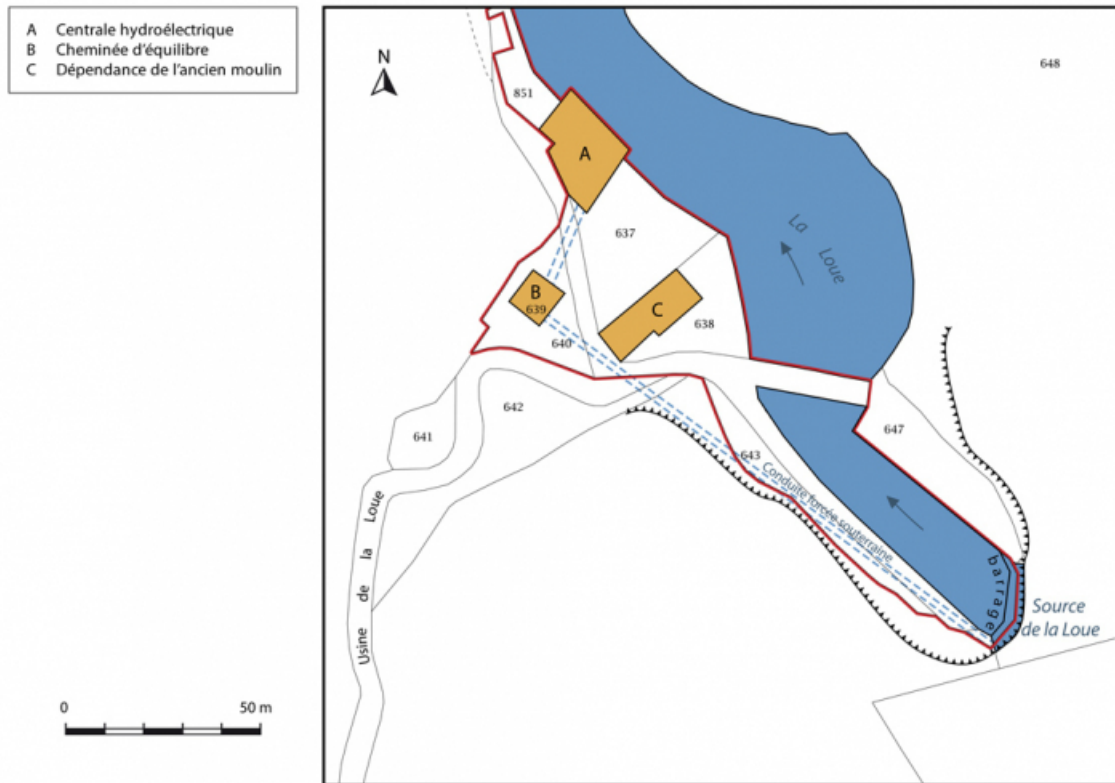 A Centrale hydroélectrique
B Cheminée d'équilibre
C Dépendance de l'ancien moulin
N
648
851
A
La Loue
637
B
639
C
638
640
642
647
641
643
Conduite forcée souterraine
Usine de la Loue
barrage
Source
de la Loue
0 50 m